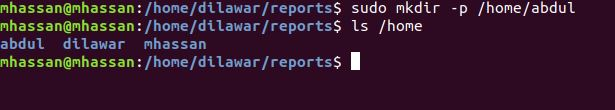 mhassan@mhassan:/home/dilawar/reports$ sudo mkdir -p /home/abdul
mhassan@mhassan:/home/dilawar/reports$ ls /home
abdul  dilawar  mhassan
mhassan@mhassan:/home/dilawar/reports$